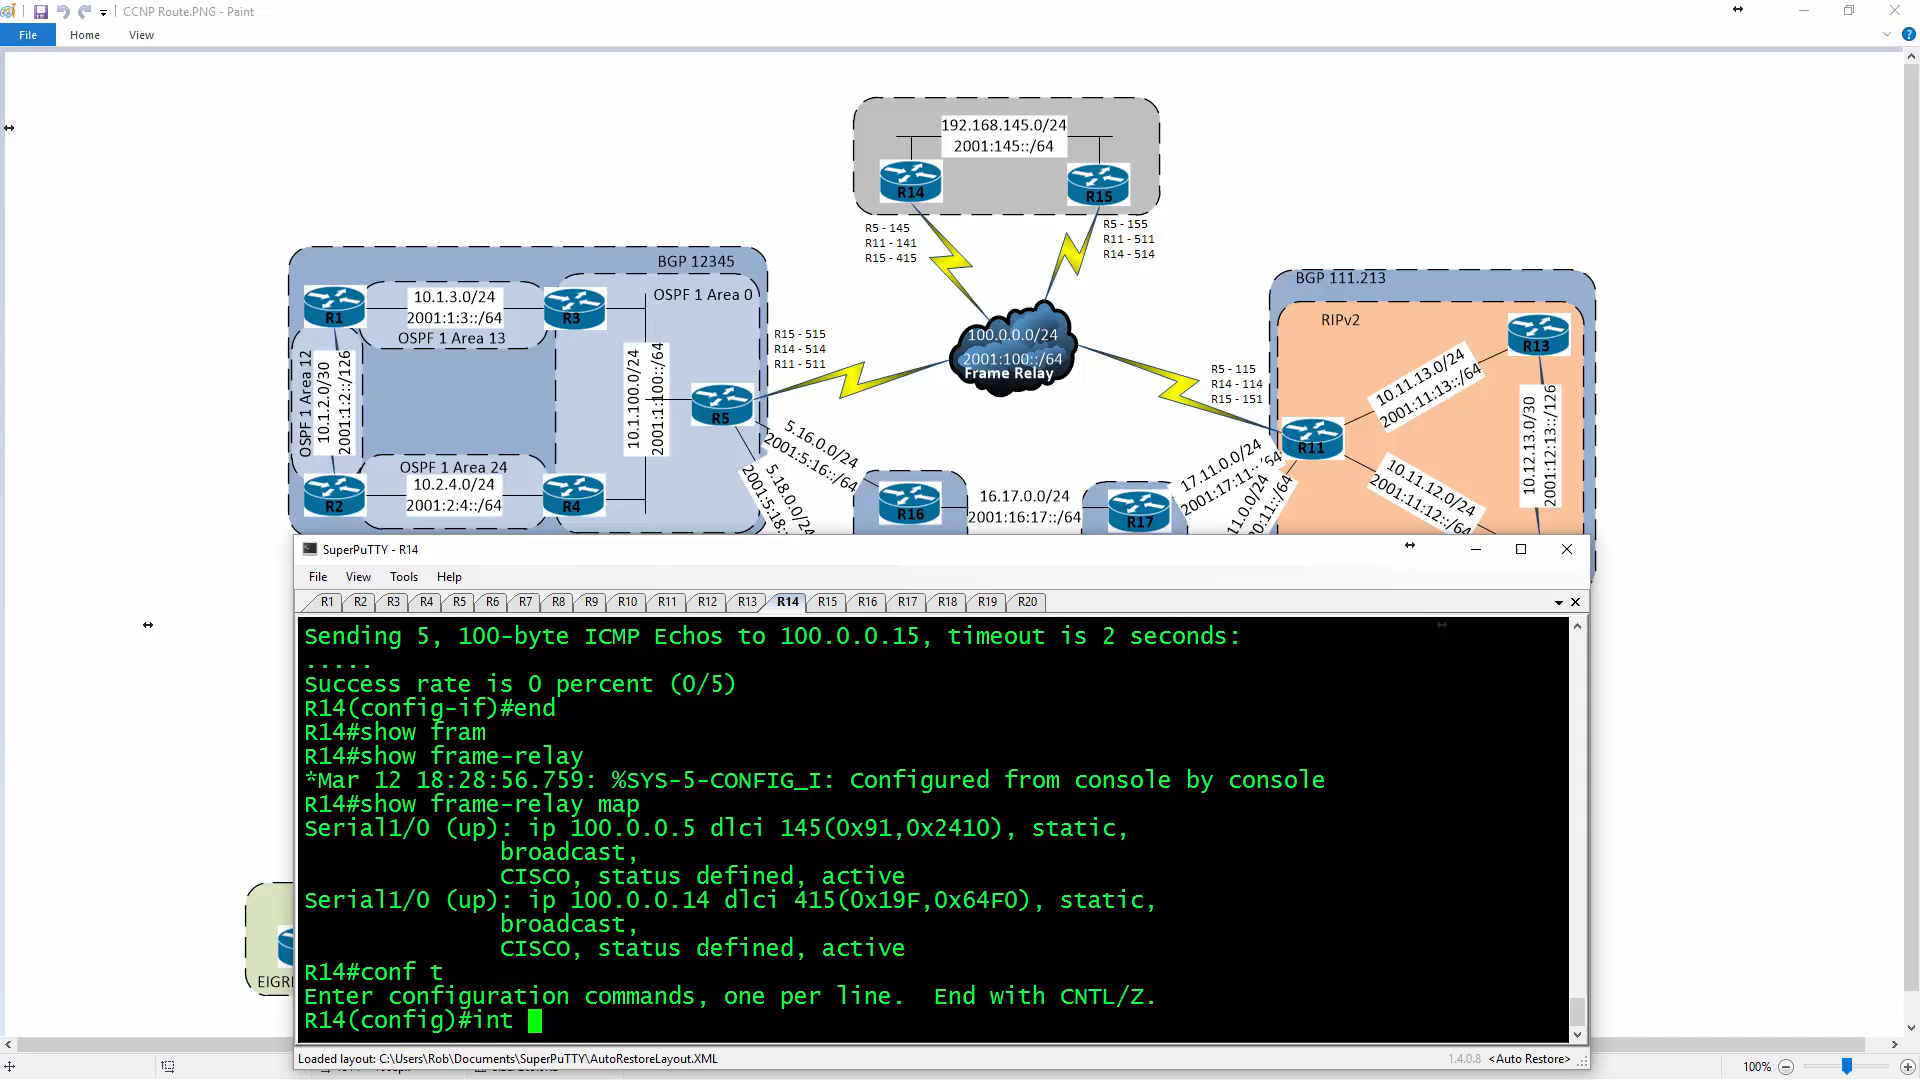 CCNP Route.PNG - Paint
File
Home
View
192.168.145.0/24
2001:145::/64
R14
R15
R5 - 145
R11 - 141
R15 - 415
R5 - 155
R11 - 511
R14 - 514
BGP 12345
OSPF 1 Area 0
R1
10.1.3.0/24
2001:1:3::/64
R3
OSPF 1 Area 13
OSPF 1 Area 12
10.1.2.0/30
2001:1:2::/126
10.1.100.0/24
2001:1:100::/64
R5
OSPF 1 Area 24
R2
10.2.4.0/24
2001:2:4::/64
R4
R15 - 515
R14 - 514
R11 - 511
100.0.0.0/24
2001:100::/64
Frame Relay
R5 - 115
R14 - 114
R15 - 151
BGP 111.213
RIPv2
R13
10.11.13.0/24
2001:11:13::/64
10.12.13.0/30
2001:12:13::/126
R11
10.11.12.0/24
2001:11:12::/64
5.16.0.0/24
2001:5:16::/64
5.18.0.0/24
2001:5:18::
R16
16.17.0.0/24
2001:16:17::/64
R17
17.11.0.0/24
2001:17:11::/64
SuperPuTTY - R14
File
View
Tools
Help
R1
R2
R3
R4
R5
R6
R7
R8
R9
R10
R11
R12
R13
R14
R15
R16
R17
R18
R19
R20
Sending 5, 100-byte ICMP Echos to 100.0.0.15, timeout is 2 seconds:
.....
Success rate is 0 percent (0/5)
R14(config-if)#end
R14#show fram
R14#show frame-relay
*Mar 12 18:28:56.759: %SYS-5-CONFIG_I: Configured from console by console
R14#show frame-relay map
Serial1/0 (up): ip 100.0.0.5 dlci 145(0x91,0x2410), static,
broadcast,
CISCO, status defined, active
Serial1/0 (up): ip 100.0.0.14 dlci 415(0x19F,0x64F0), static,
broadcast,
CISCO, status defined, active
R14#conf t
Enter configuration commands, one per line.  End with CNTL/Z.
R14(config)#int
Loaded layout: C:\Users\Rob\Documents\SuperPuTTY\AutoRestoreLayout.XML
1.4.0.8
<Auto Restore>
100%